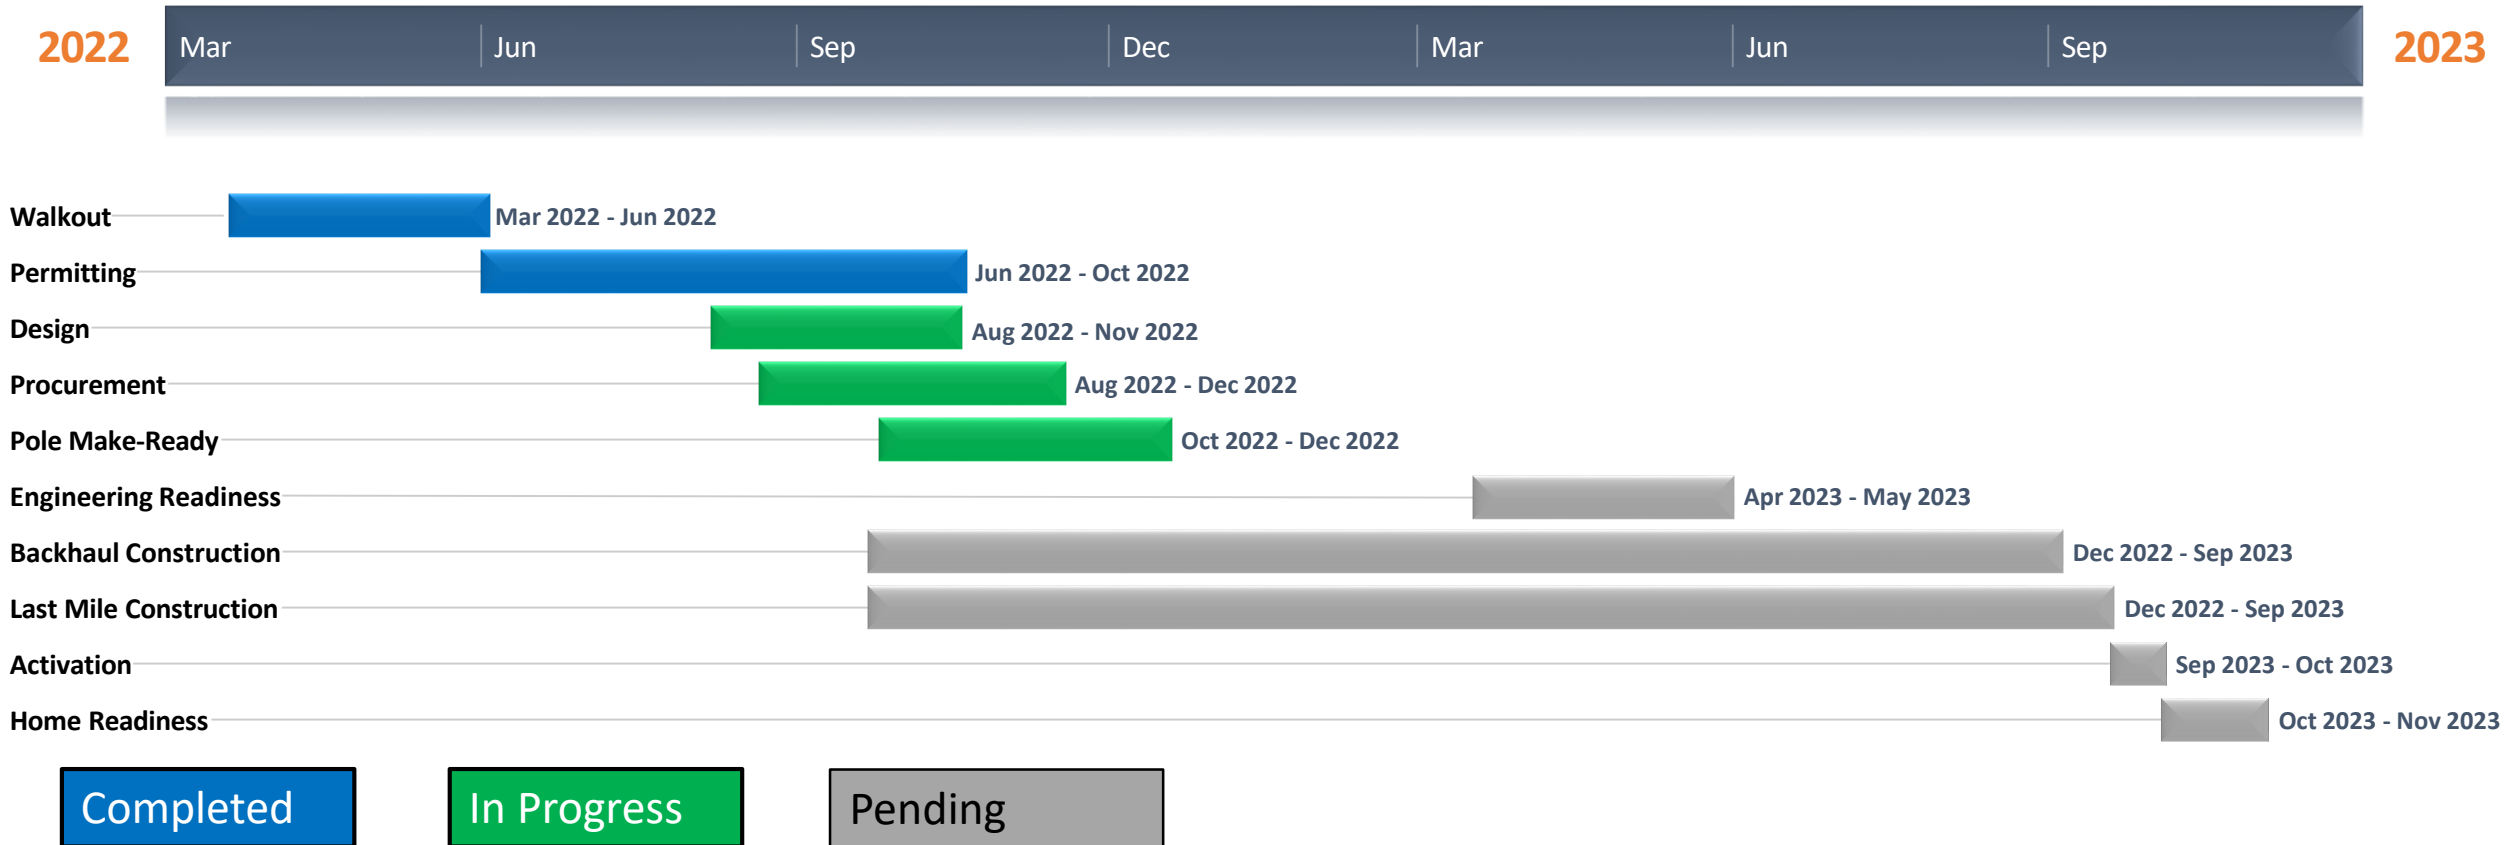 2022 Mar Jun Sep Dec Mar Jun Sep 2023
Walkout Mar 2022 - Jun 2022
Permitting Jun 2022 - Oct 2022
Design Aug 2022 - Nov 2022
Procurement Aug 2022 - Dec 2022
Pole Make-Ready Oct 2022 - Dec 2022
Engineering Readiness Apr 2023 - May 2023
Backhaul Construction Dec 2022 - Sep 2023
Last Mile Construction Dec 2022 - Sep 2023
Activation Sep 2023 - Oct 2023
Home Readiness Oct 2023 - Nov 2023
Completed In Progress Pending